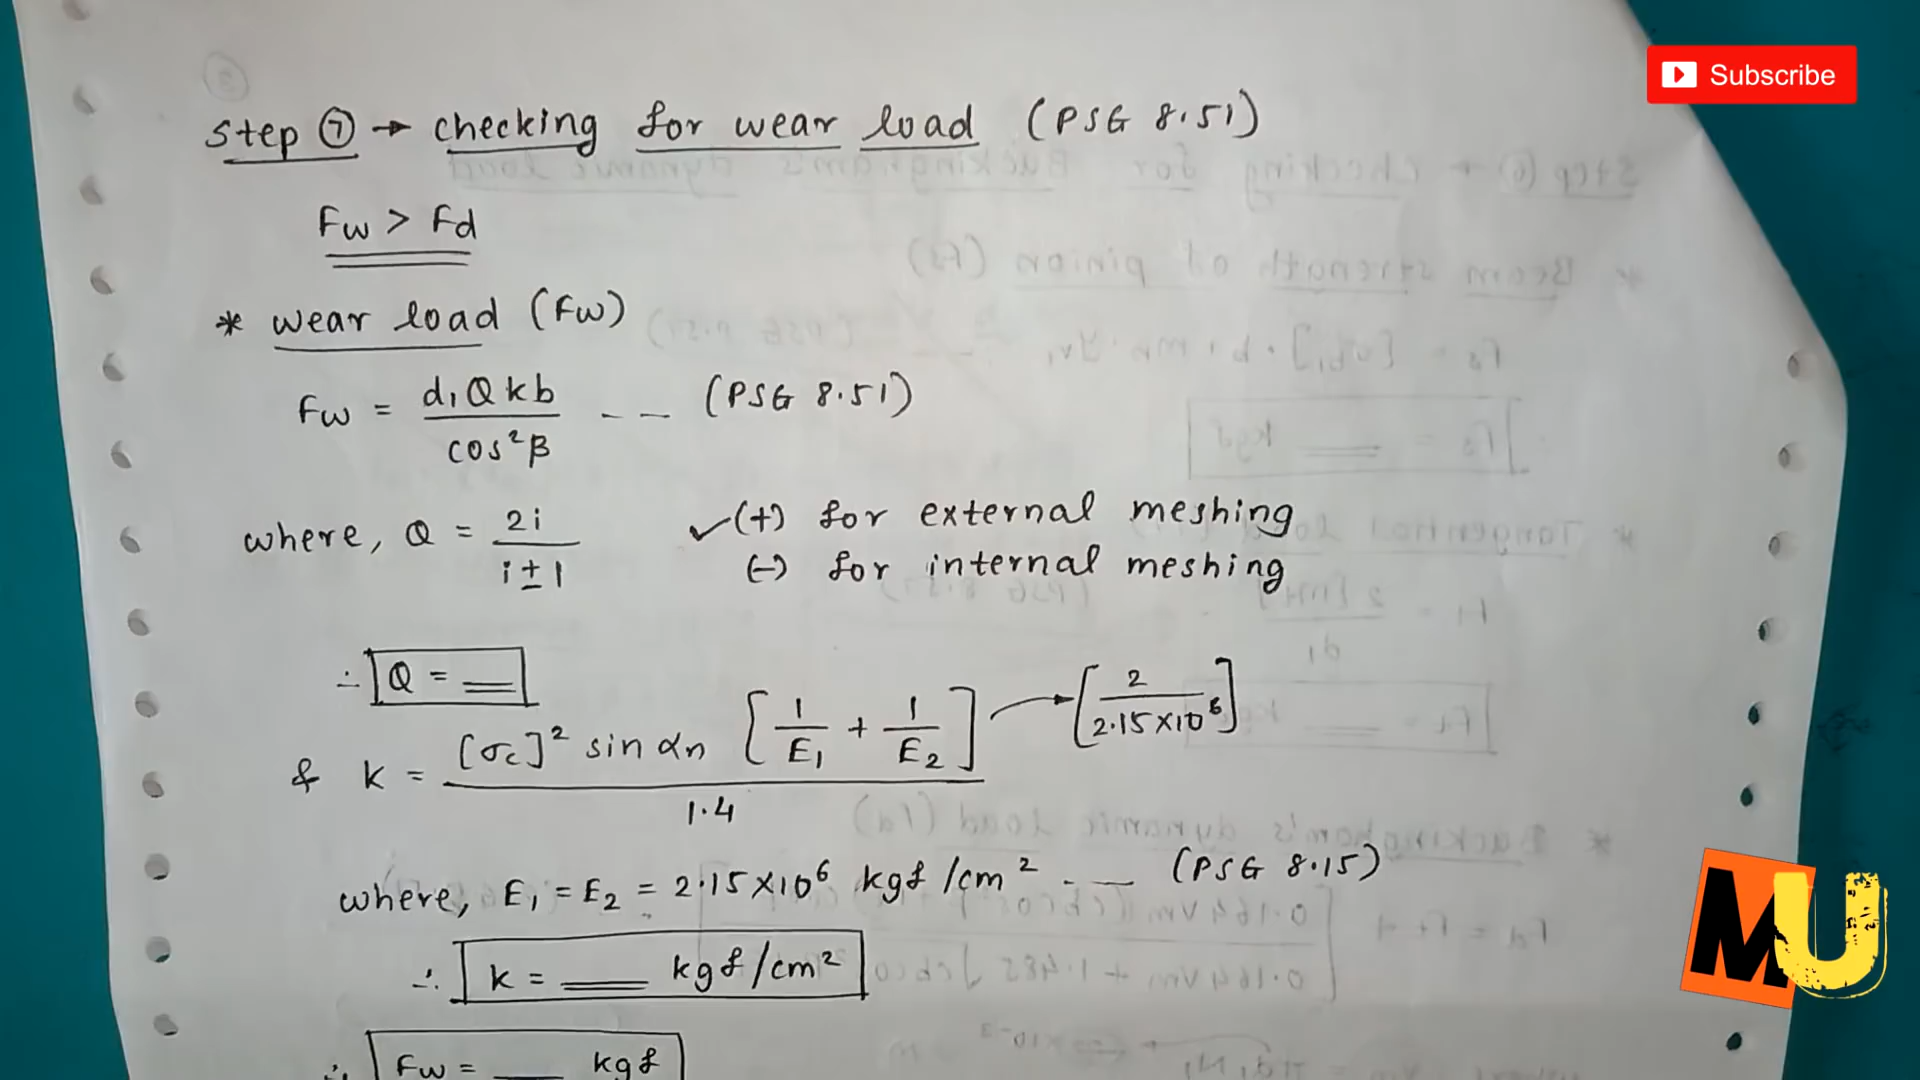 Subscribe
Step ⑦ → checking for wear load (PSG 8.51)
Fw > Fd
* wear load (Fw)
Fw = d₁Qkb / cos²β -- (PSG 8.51)
where, Q = 2i / i±1 ✓(+) for external meshing
(-) for internal meshing
∴ Q = __
& k = [σc]² sin αn [1/E₁ + 1/E₂] / 1.4 → [2 / 2.15×10⁶]
where, E₁ = E₂ = 2.15×10⁶ kgf/cm² -- (PSG 8.15)
∴ k = __ kgf/cm²
∴ Fw = __ kgf
MU